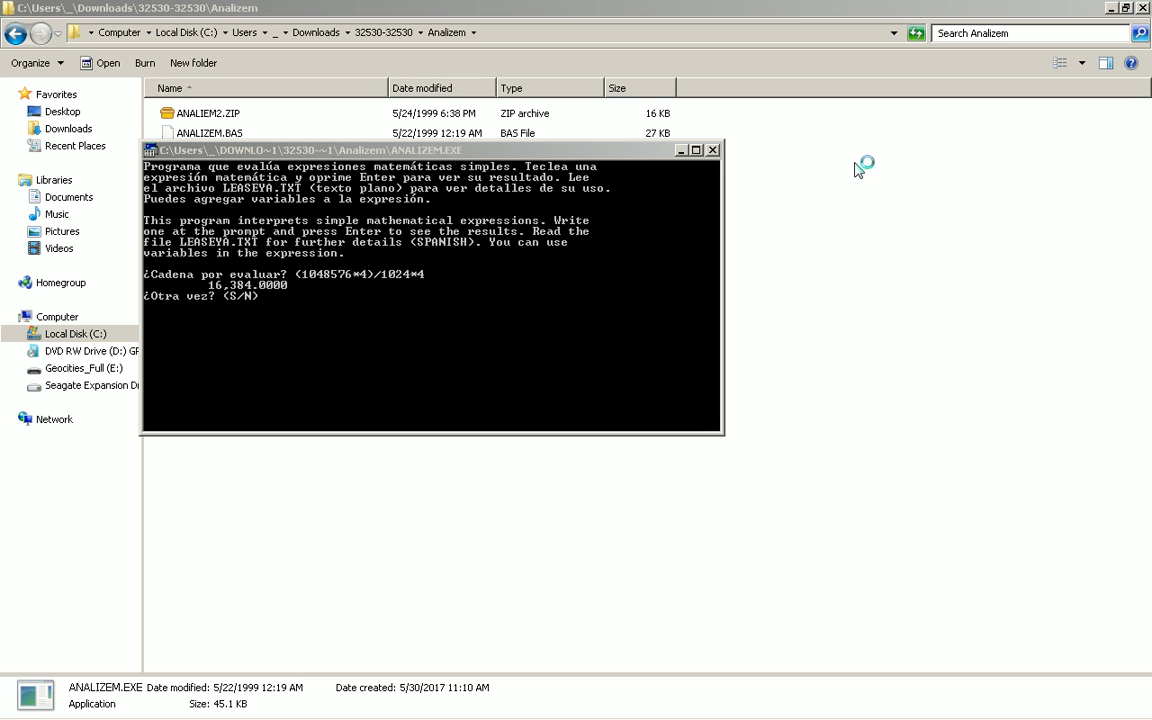 C:\Users\_\Downloads\32530-32530\Analizem
Computer Local Disk (C:) Users _ Downloads 32530-32530 Analizem
Search Analizem
Organize Open Burn New folder
Name Date modified Type Size
Favorites
Desktop
Downloads
Recent Places
Libraries
Documents
Music
Pictures
Videos
Homegroup
Computer
Local Disk (C:)
DVD RW Drive (D:) GR
Geocities_Full (E:)
Seagate Expansion Dr
Network
ANALIEM2.ZIP 5/24/1999 6:38 PM ZIP archive 16 KB
ANALIZEM.BAS 5/22/1999 12:19 AM BAS File 27 KB
C:\Users\_\DOWNLO~1\32530-~1\Analizem\ANALIZEM.EXE
Programa que evalúa expresiones matemáticas simples. Teclea una
expresión matemática y oprime Enter para ver su resultado. Lee
el archivo LEASEYA.TXT (texto plano) para ver detalles de su uso.
Puedes agregar variables a la expresión.
This program interprets simple mathematical expressions. Write
one at the prompt and press Enter to see the results. Read the
file LEASEYA.TXT for further details (SPANISH). You can use
variables in the expression.
¿Cadena por evaluar? (1048576*4)/1024*4
16,384.0000
¿Otra vez? (S/N)
ANALIZEM.EXE Date modified: 5/22/1999 12:19 AM Date created: 5/30/2017 11:10 AM
Application Size: 45.1 KB